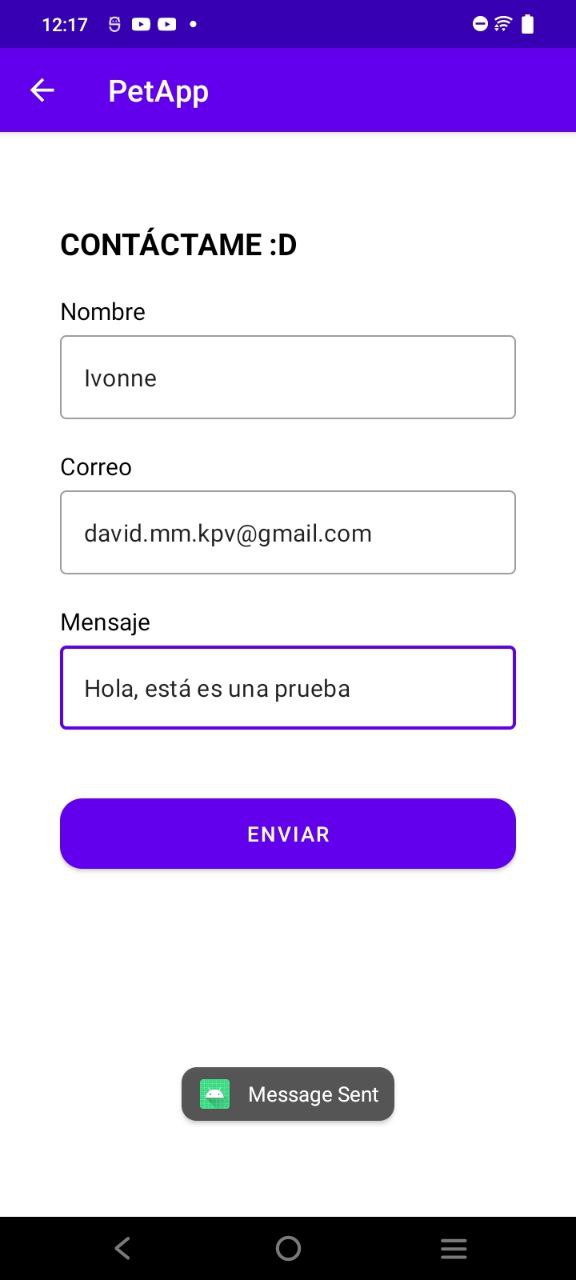 12:17
PetApp
CONTÁCTAME :D
Nombre
Ivonne
Correo
david.mm.kpv@gmail.com
Mensaje
Hola, está es una prueba
ENVIAR
Message Sent